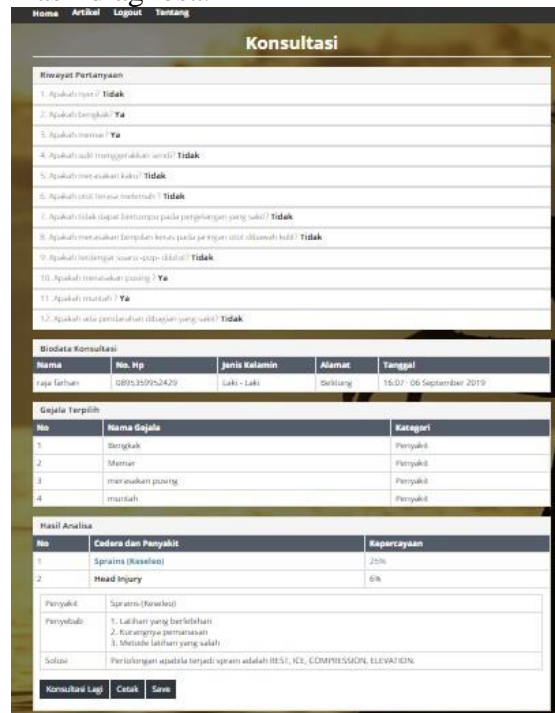 hasil diagnosa.
Home Artikel Logout Tentang
Konsultasi
Riwayat Pertanyaan
1. Apakah nyeri? Tidak
2. Apakah bengkak? Ya
3. Apakah memar? Ya
4. Apakah sulit menggerakkan sendi? Tidak
5. Apakah merasakan kaku? Tidak
6. Apakah otot terasa melemah ? Tidak
7. Apakah tidak dapat bertumpu pada pergelangan yang sakit? Tidak
8. Apakah merasakan benjolan keras pada jaringan otot dibawah kulit? Tidak
9. Apakah terdengar suara -pop- diotot? Tidak
10. Apakah merasakan pusing ? Ya
11. Apakah muntah ? Ya
12. Apakah ada pendarahan dibagian yang sakit? Tidak
Biodata Konsultasi
Nama No. Hp Jenis Kelamin Alamat Tanggal
raja farhan 0895359952429 Laki - Laki Belitung 16:07 - 06 September 2019
Gejala Terpilih
No Nama Gejala Kategori
1 Bengkak Penyakit
2 Memar Penyakit
3 merasakan pusing Penyakit
4 muntah Penyakit
Hasil Analisa
No Cedera dan Penyakit Kepercayaan
1 Sprains (Keseleo) 25%
2 Head Injury 6%
Penyakit Sprains (Keseleo)
Penyebab 1. Latihan yang berlebihan
2. Kurangnya pemanasan
3. Metode latihan yang salah
Solusi Pertolongan apabila terjadi sprain adalah REST, ICE, COMPRESSION, ELEVATION.
Konsultasi Lagi Cetak Save